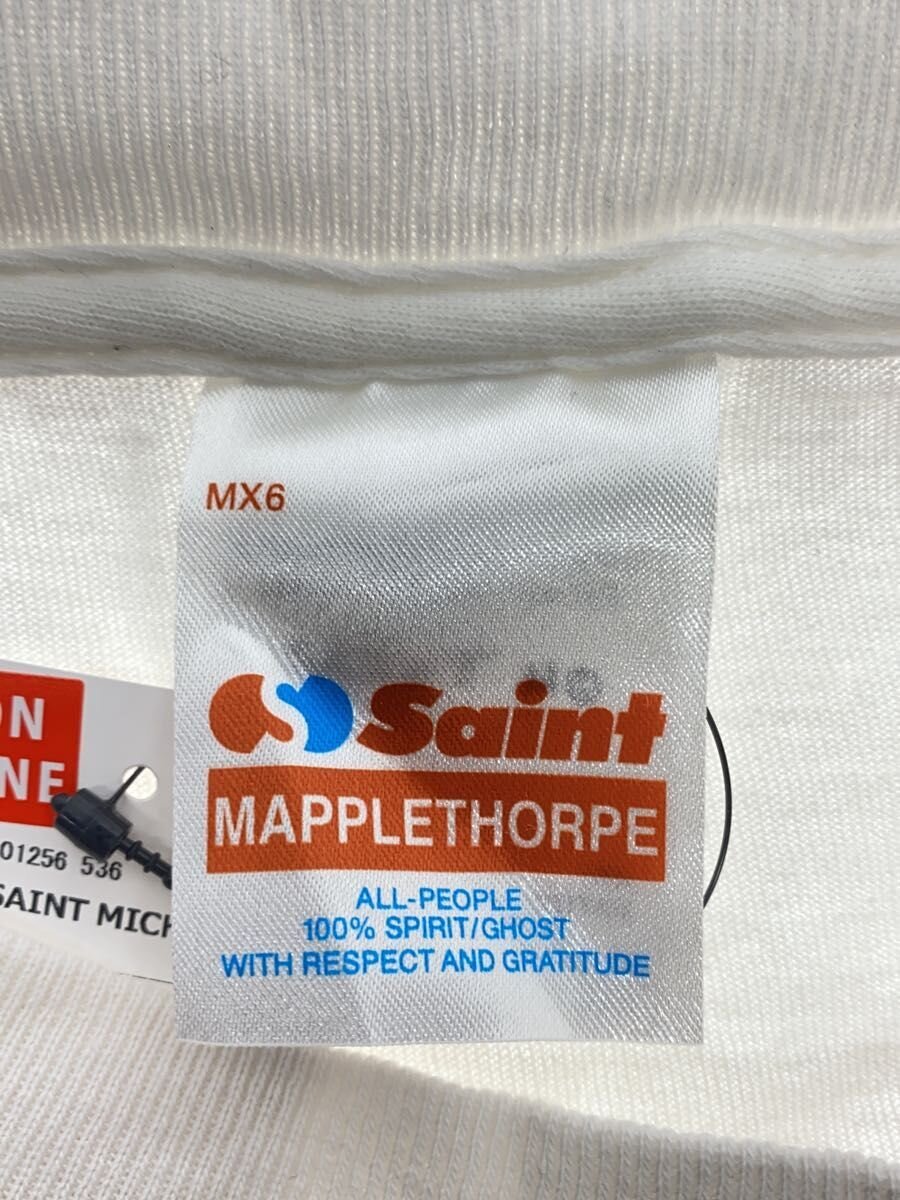 MX6
Saint
MAPPLETHORPE
ALL-PEOPLE
100% SPIRIT/GHOST
WITH RESPECT AND GRATITUDE
ON
NE
01256 536
SAINT MICH